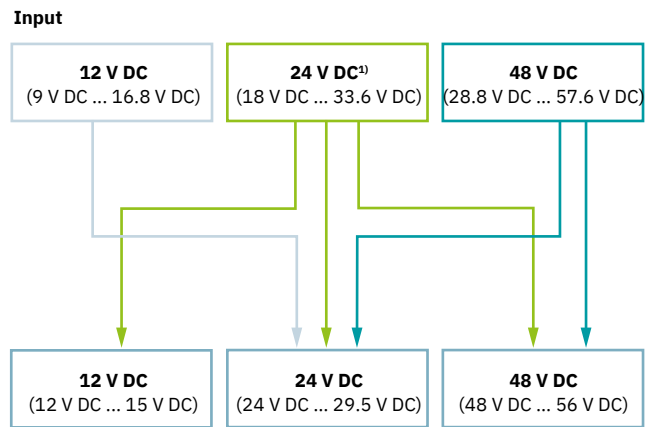 Input
12 V DC
(9 V DC ... 16.8 V DC)
24 V DC¹⁾
(18 V DC ... 33.6 V DC)
48 V DC
(28.8 V DC ... 57.6 V DC)
12 V DC
(12 V DC ... 15 V DC)
24 V DC
(24 V DC ... 29.5 V DC)
48 V DC
(48 V DC ... 56 V DC)